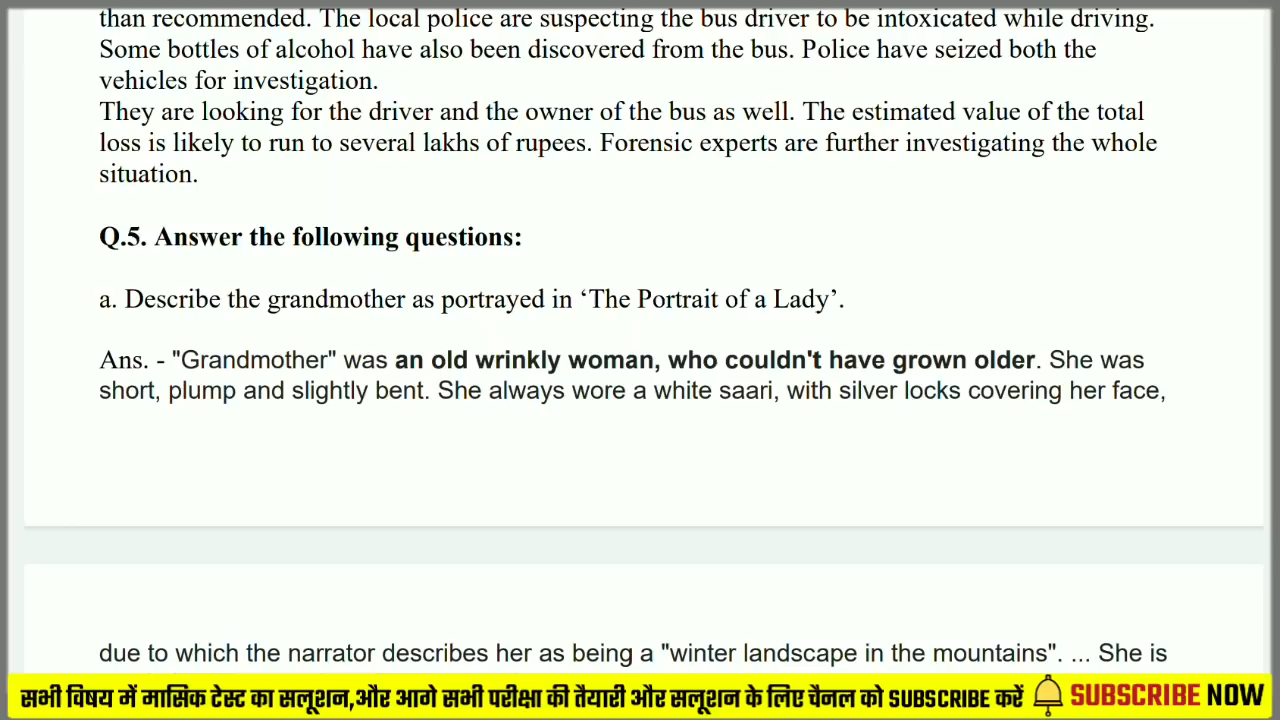 than recommended. The local police are suspecting the bus driver to be intoxicated while driving.
Some bottles of alcohol have also been discovered from the bus. Police have seized both the
vehicles for investigation.
They are looking for the driver and the owner of the bus as well. The estimated value of the total
loss is likely to run to several lakhs of rupees. Forensic experts are further investigating the whole
situation.
Q.5. Answer the following questions:
a. Describe the grandmother as portrayed in ‘The Portrait of a Lady’.
Ans. - "Grandmother" was an old wrinkly woman, who couldn't have grown older. She was
short, plump and slightly bent. She always wore a white saari, with silver locks covering her face,
due to which the narrator describes her as being a "winter landscape in the mountains". ... She is
सभी विषय में मासिक टेस्ट का सलूशन,और आगे सभी परीक्षा की तैयारी और सलूशन के लिए चैनल को SUBSCRIBE करें SUBSCRIBE NOW